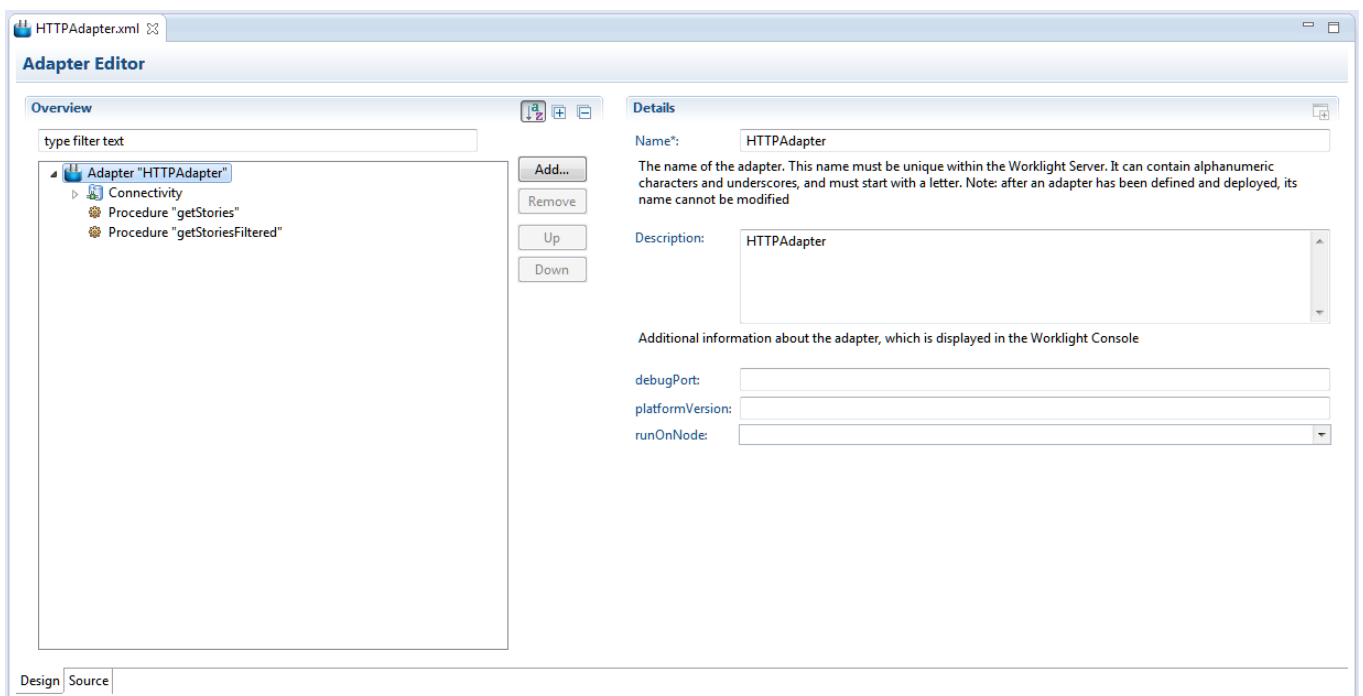 HTTPAdapter.xml
Adapter Editor
Overview
type filter text
Adapter "HTTPAdapter"
Connectivity
Procedure "getStories"
Procedure "getStoriesFiltered"
Add...
Remove
Up
Down
Details
Name*: HTTPAdapter
The name of the adapter. This name must be unique within the Worklight Server. It can contain alphanumeric
characters and underscores, and must start with a letter. Note: after an adapter has been defined and deployed, its
name cannot be modified
Description: HTTPAdapter
Additional information about the adapter, which is displayed in the Worklight Console
debugPort:
platformVersion:
runOnNode:
Design Source